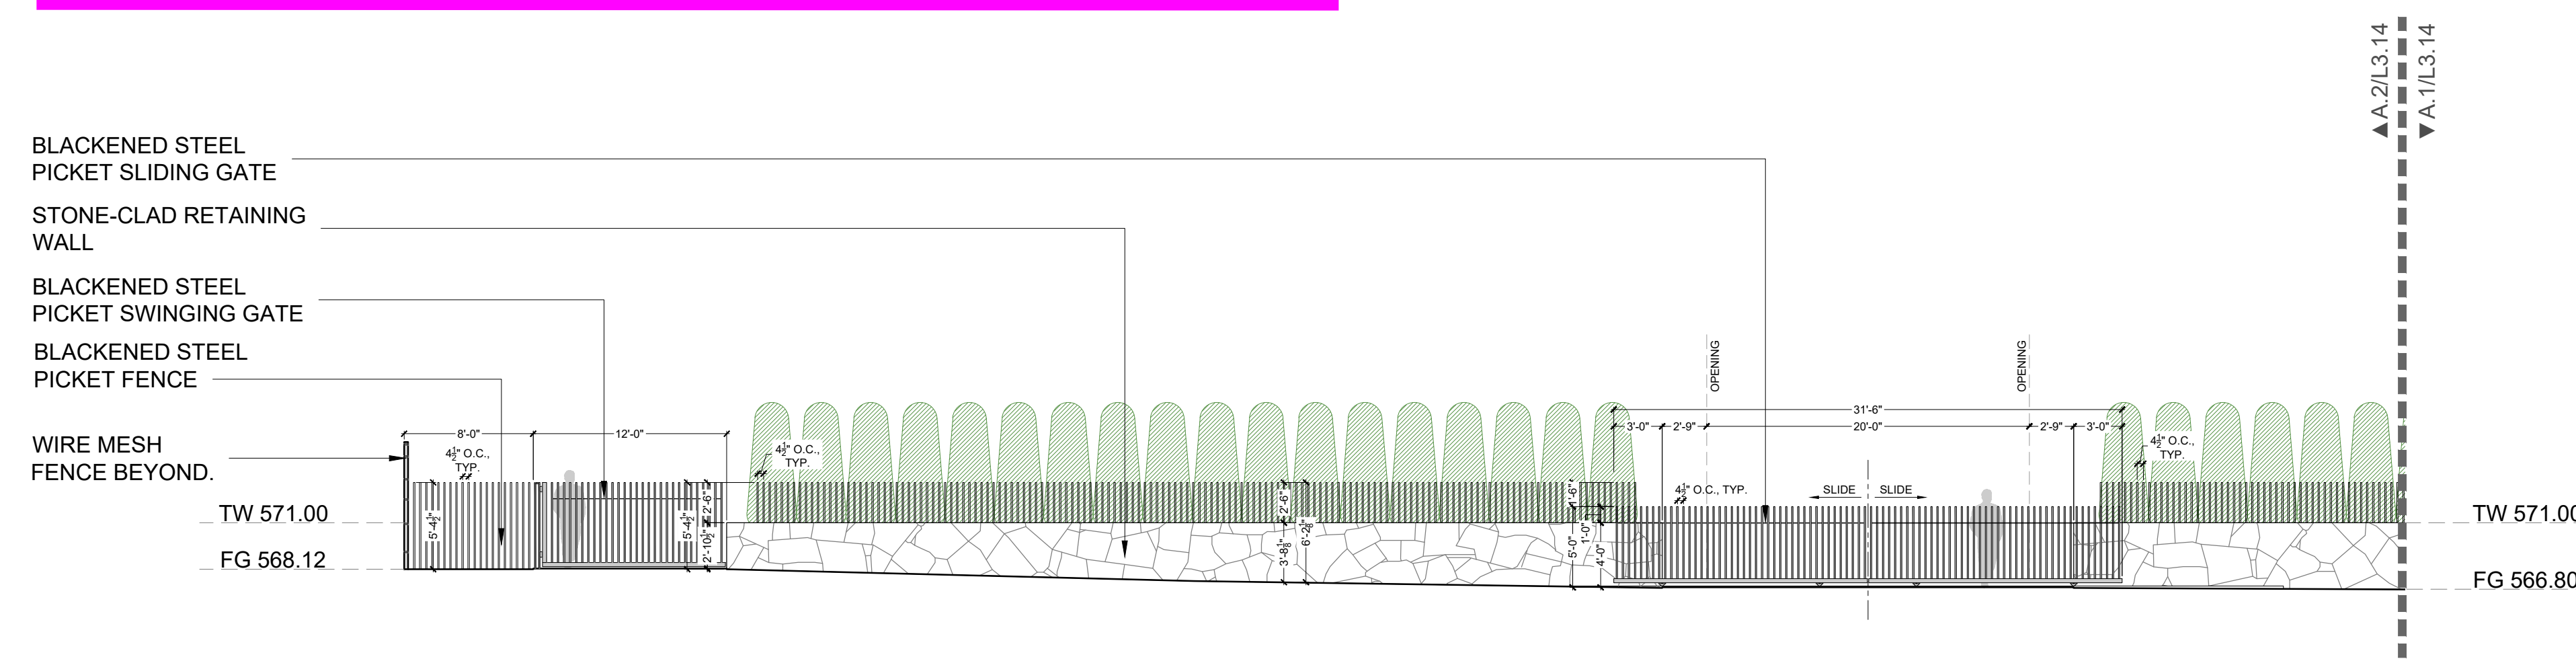 BLACKENED STEEL
PICKET SLIDING GATE
STONE-CLAD RETAINING
WALL
BLACKENED STEEL
PICKET SWINGING GATE
BLACKENED STEEL
PICKET FENCE
WIRE MESH
FENCE BEYOND.
TW 571.00
FG 568.12
8'-0"
12'-0"
4½" O.C.,
TYP.
5'-4½"
5'-4½"
2'-6"
2'-10½"
4½" O.C.,
TYP.
2'-6"
3'-8⅛"
6'-2⅛"
1'-6"
1'-0"
5'-0"
4'-0"
31'-6"
3'-0"
2'-9"
20'-0"
2'-9"
3'-0"
OPENING
OPENING
4½" O.C., TYP.
SLIDE
SLIDE
4½" O.C.,
TYP.
A.2/L3.14
A.1/L3.14
TW 571.00
FG 566.80